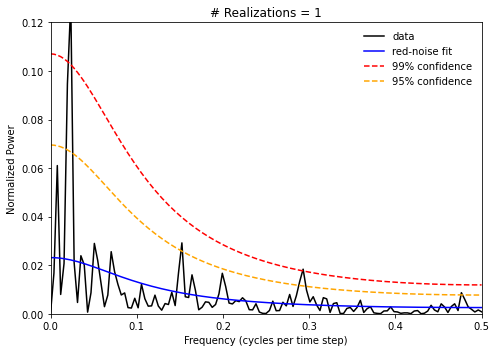 # Realizations = 1
data
red-noise fit
99% confidence
95% confidence
Normalized Power
0.12
0.10
0.08
0.06
0.04
0.02
0.00
0.0 0.1 0.2 0.3 0.4 0.5
Frequency (cycles per time step)